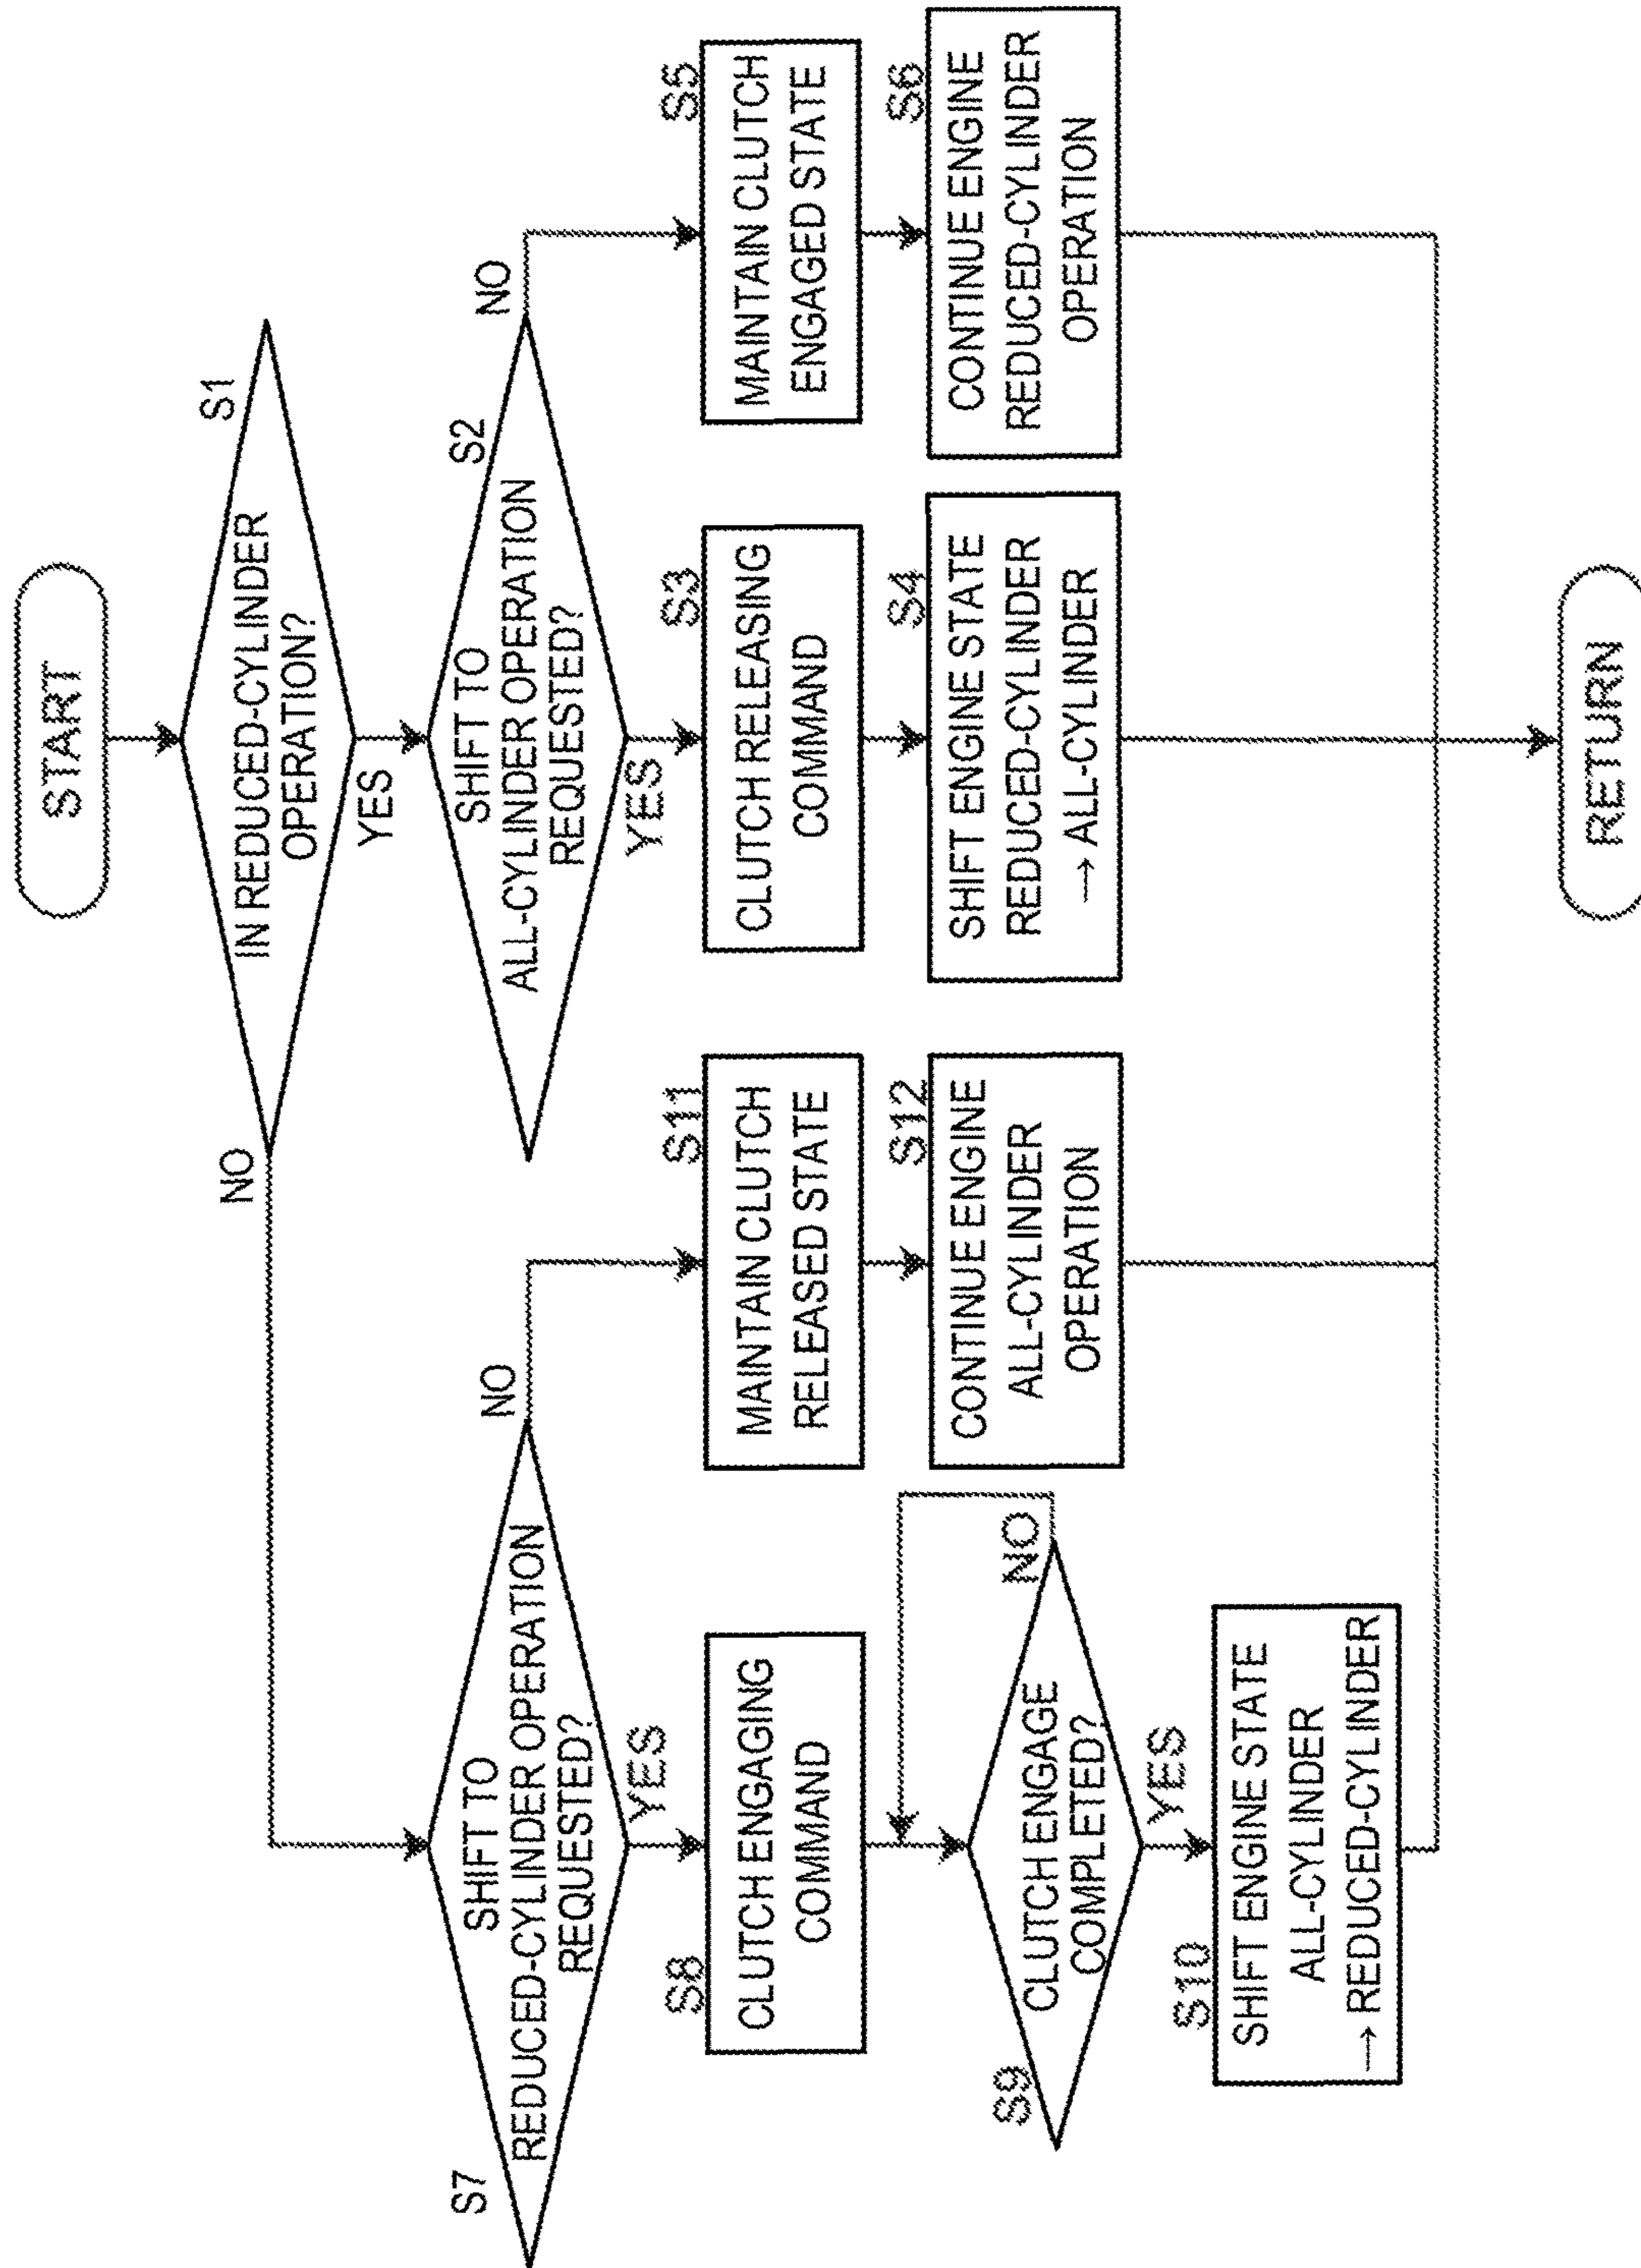 START
S1
IN REDUCED-CYLINDER
OPERATION?
NO
YES
S2
SHIFT TO
ALL-CYLINDER OPERATION
REQUESTED?
NO
YES
S3
CLUTCH RELEASING
COMMAND
S4
SHIFT ENGINE STATE
REDUCED-CYLINDER
→ ALL-CYLINDER
S5
MAINTAIN CLUTCH
ENGAGED STATE
S6
CONTINUE ENGINE
REDUCED-CYLINDER
OPERATION
S7
SHIFT TO
REDUCED-CYLINDER OPERATION
REQUESTED?
NO
YES
S8
CLUTCH ENGAGING
COMMAND
S9
CLUTCH ENGAGE
COMPLETED?
NO
YES
S10
SHIFT ENGINE STATE
ALL-CYLINDER
→ REDUCED-CYLINDER
S11
MAINTAIN CLUTCH
RELEASED STATE
S12
CONTINUE ENGINE
ALL-CYLINDER
OPERATION
RETURN